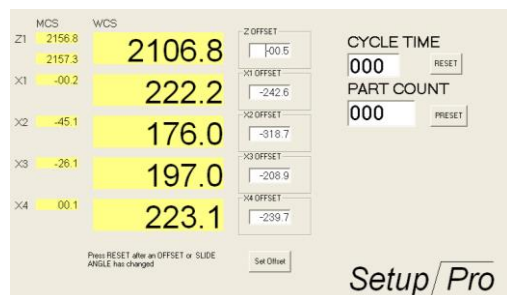 MCS WCS
Z1 2156.8 2106.8 Z OFFSET -00.5
2157.3
X1 -00.2 222.2 X1 OFFSET -242.6
X2 -45.1 176.0 X2 OFFSET -318.7
X3 -26.1 197.0 X3 OFFSET -208.9
X4 00.1 223.1 X4 OFFSET -239.7
Press RESET after an OFFSET or SLIDE
ANGLE has changed
Set Offset
CYCLE TIME
000 RESET
PART COUNT
000 PRESET
Setup/Pro